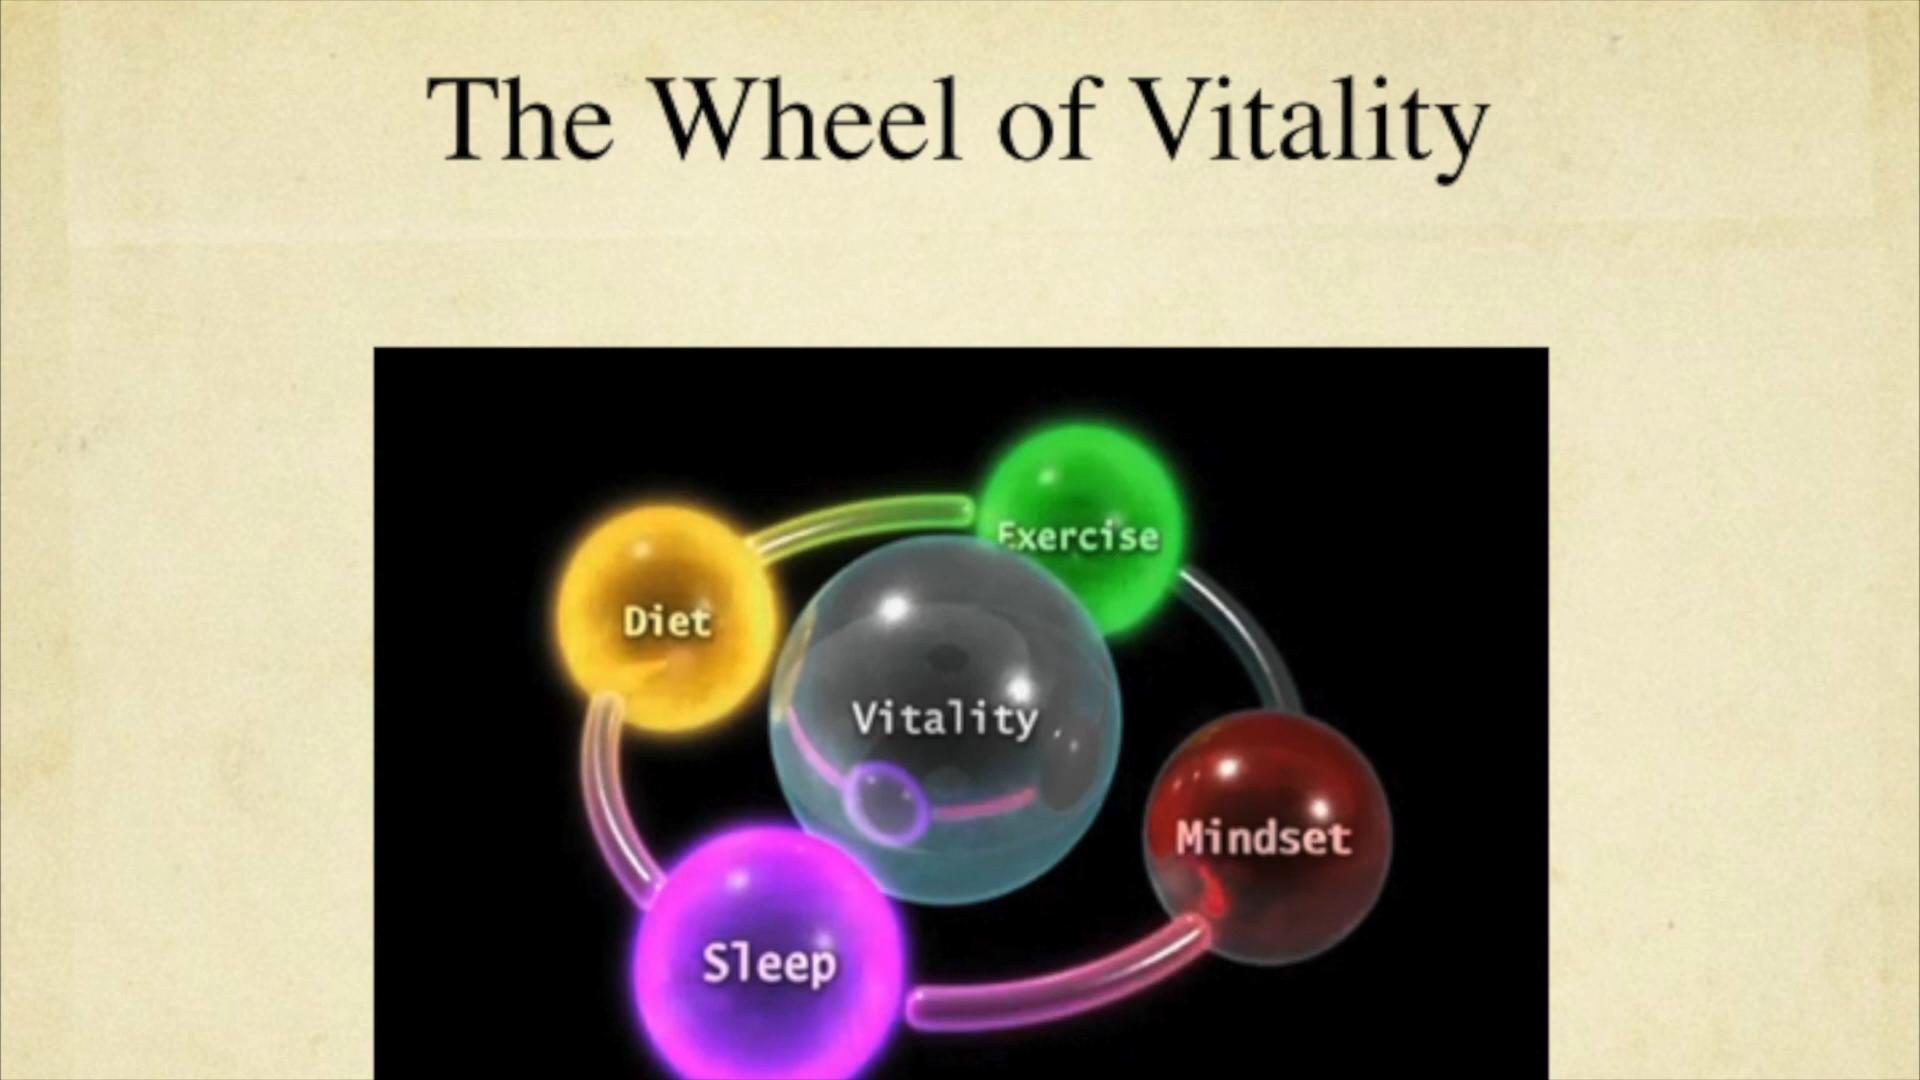 The Wheel of Vitality
Exercise
Diet
Vitality
Mindset
Sleep